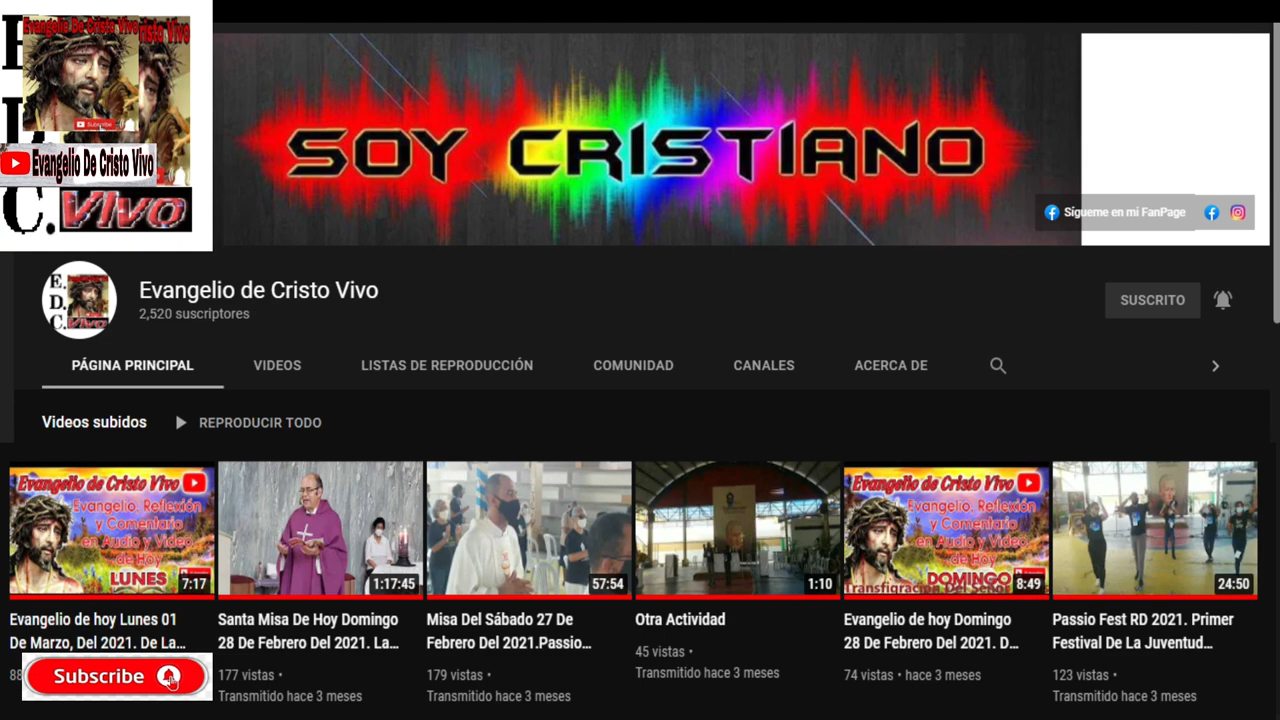 Evangelio De Cristo Vivo
risto Vivo
Subscribe
Evangelio De Cristo Vivo
C.Vivo
SOY CRISTIANO
Sígueme en mi FanPage
E.
D.
C.Vivo
Evangelio de Cristo Vivo
2,520 suscriptores
SUSCRITO
PÁGINA PRINCIPAL VIDEOS LISTAS DE REPRODUCCIÓN COMUNIDAD CANALES ACERCA DE
Videos subidos REPRODUCIR TODO
Evangelio de Cristo Vivo
Evangelio, Reflexión
y Comentario
en Audio y Video
de Hoy
LUNES
7:17
1:17:45
57:54
1:10
Evangelio de Cristo Vivo
Evangelio, Reflexión
y Comentario
en Audio y Video
de Hoy
DOMINGO
Transfiguración Del Señor
8:49
24:50
Evangelio de hoy Lunes 01
De Marzo, Del 2021. De La...
88
Santa Misa De Hoy Domingo
28 De Febrero Del 2021. La...
177 vistas •
Transmitido hace 3 meses
Misa Del Sábado 27 De
Febrero Del 2021.Passio...
179 vistas •
Transmitido hace 3 meses
Otra Actividad
45 vistas •
Transmitido hace 3 meses
Evangelio de hoy Domingo
28 De Febrero Del 2021. D...
74 vistas • hace 3 meses
Passio Fest RD 2021. Primer
Festival De La Juventud...
123 vistas •
Transmitido hace 3 meses
Subscribe